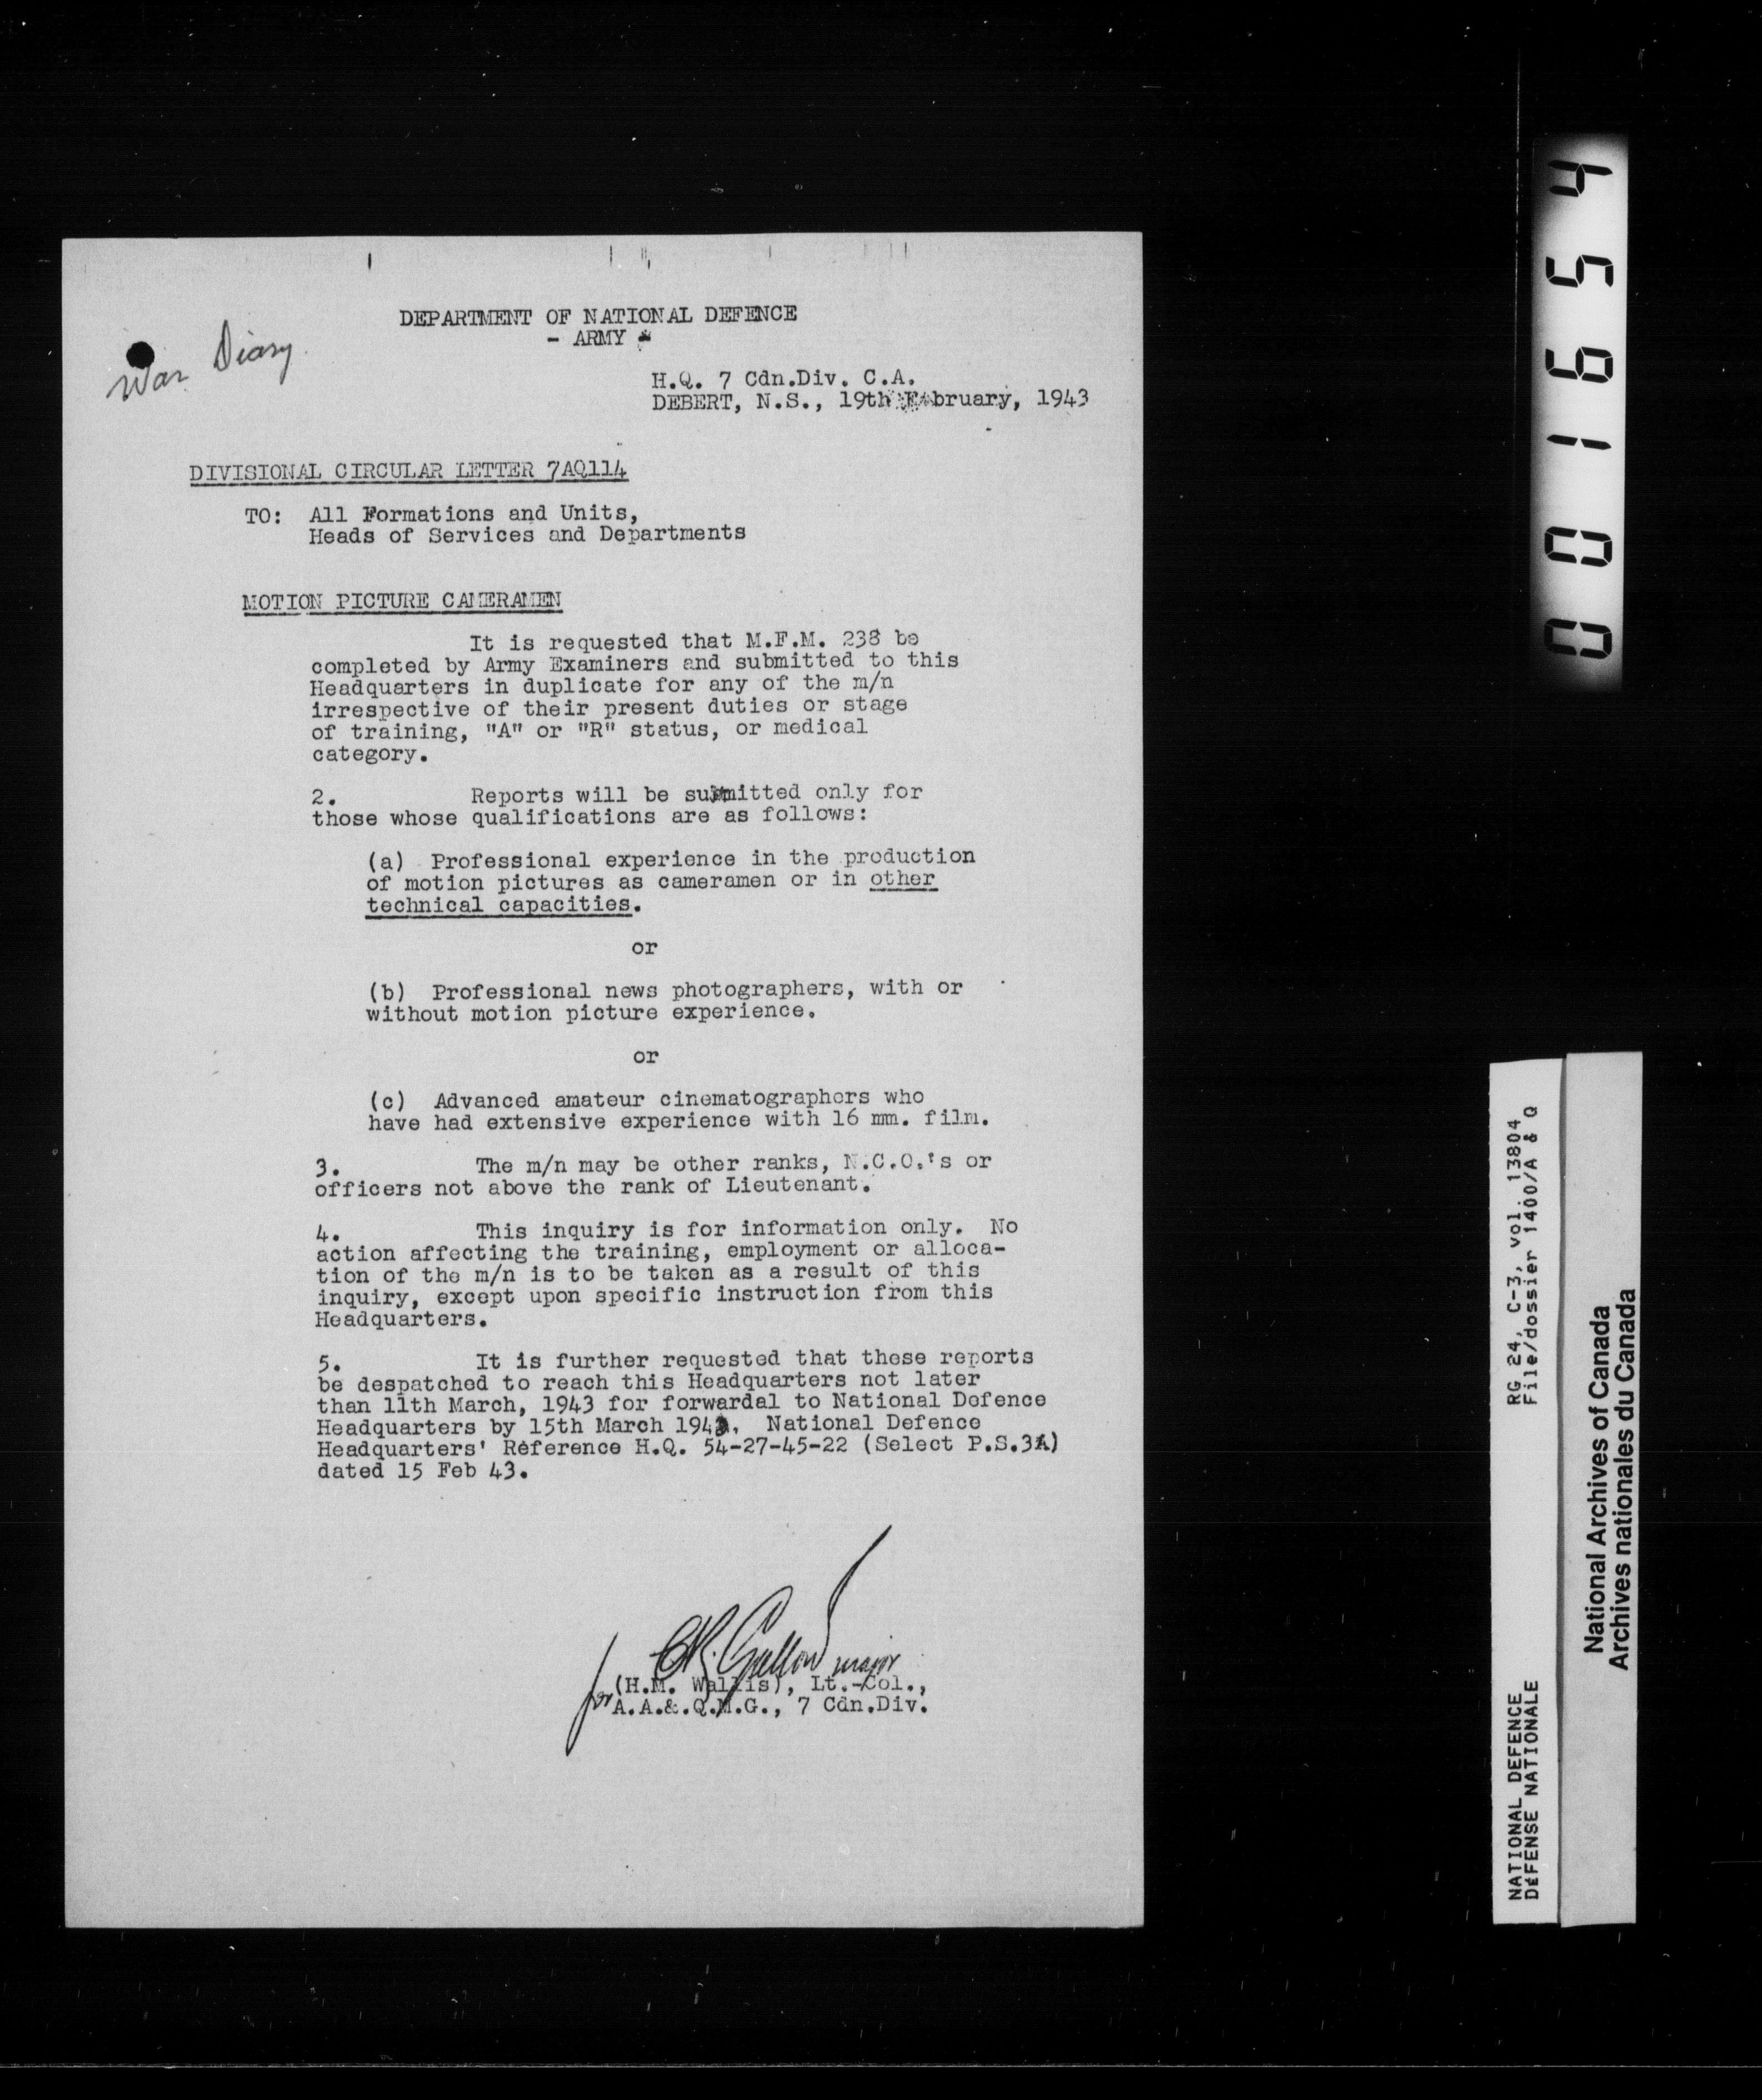 War Diary
DEPARTMENT OF NATIONAL DEFENCE
- ARMY -
H.Q. 7 Cdn.Div. C.A.
DEBERT, N.S., 19th February, 1943
DIVISIONAL CIRCULAR LETTER 7AQ114
TO: All Formations and Units,
Heads of Services and Departments
MOTION PICTURE CAMERAMEN
It is requested that M.F.M. 238 be
completed by Army Examiners and submitted to this
Headquarters in duplicate for any of the m/n
irrespective of their present duties or stage
of training, "A" or "R" status, or medical
category.
2. Reports will be submitted only for
those whose qualifications are as follows:
(a) Professional experience in the production
of motion pictures as cameramen or in other
technical capacities.
or
(b) Professional news photographers, with or
without motion picture experience.
or
(c) Advanced amateur cinematographers who
have had extensive experience with 16 mm. film.
3. The m/n may be other ranks, N.C.O.'s or
officers not above the rank of Lieutenant.
4. This inquiry is for information only. No
action affecting the training, employment or alloca-
tion of the m/n is to be taken as a result of this
inquiry, except upon specific instruction from this
Headquarters.
5. It is further requested that these reports
be despatched to reach this Headquarters not later
than 11th March, 1943 for forwardal to National Defence
Headquarters by 15th March 1943. National Defence
Headquarters' Reference H.Q. 54-27-45-22 (Select P.S.3A)
dated 15 Feb 43.
major
for (H.M. Wallis), Lt.-Col.,
A.A.&.Q.M.G., 7 Cdn.Div.
001654
NATIONAL DEFENCE RG 24, C-3, vol. 13804
DÉFENSE NATIONALE File/dossier 1400/A & Q
National Archives of Canada
Archives nationales du Canada